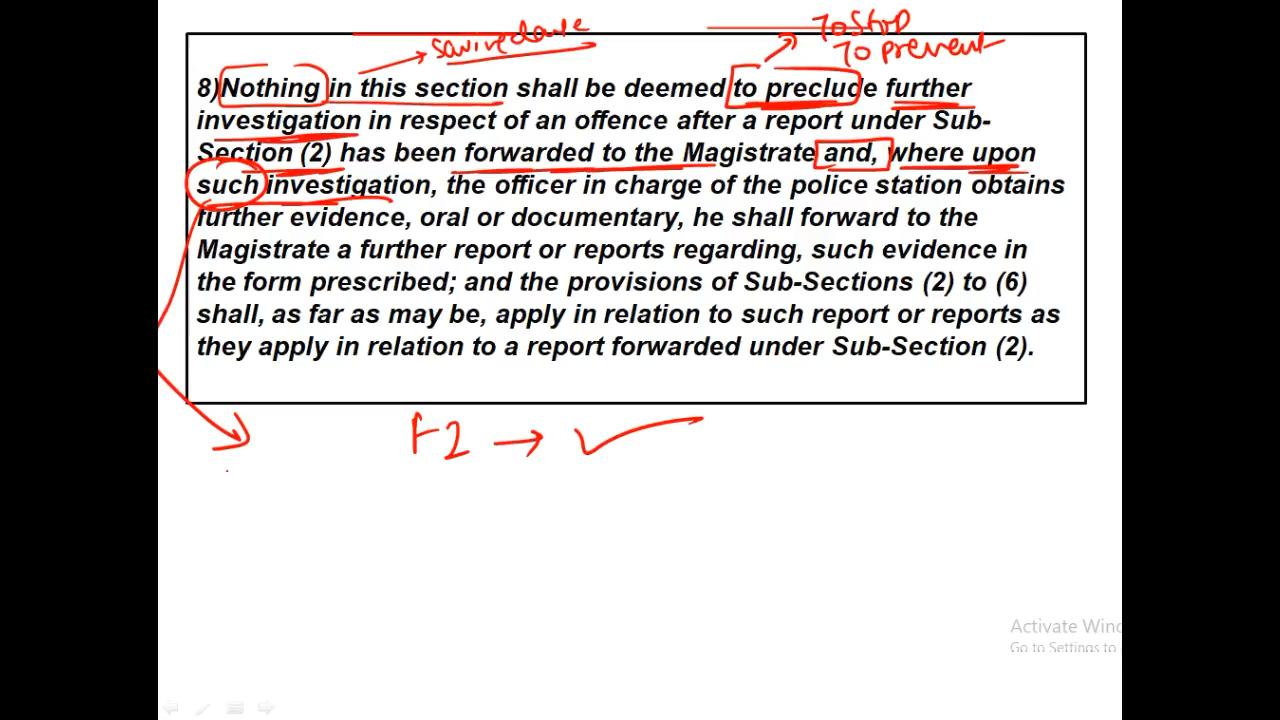 To Stop
saving clause
To prevent
8)Nothing in this section shall be deemed to preclude further
investigation in respect of an offence after a report under Sub-
Section (2) has been forwarded to the Magistrate and, where upon
such investigation, the officer in charge of the police station obtains
further evidence, oral or documentary, he shall forward to the
Magistrate a further report or reports regarding, such evidence in
the form prescribed; and the provisions of Sub-Sections (2) to (6)
shall, as far as may be, apply in relation to such report or reports as
they apply in relation to a report forwarded under Sub-Section (2).
Activate Wind
Go to Settings to